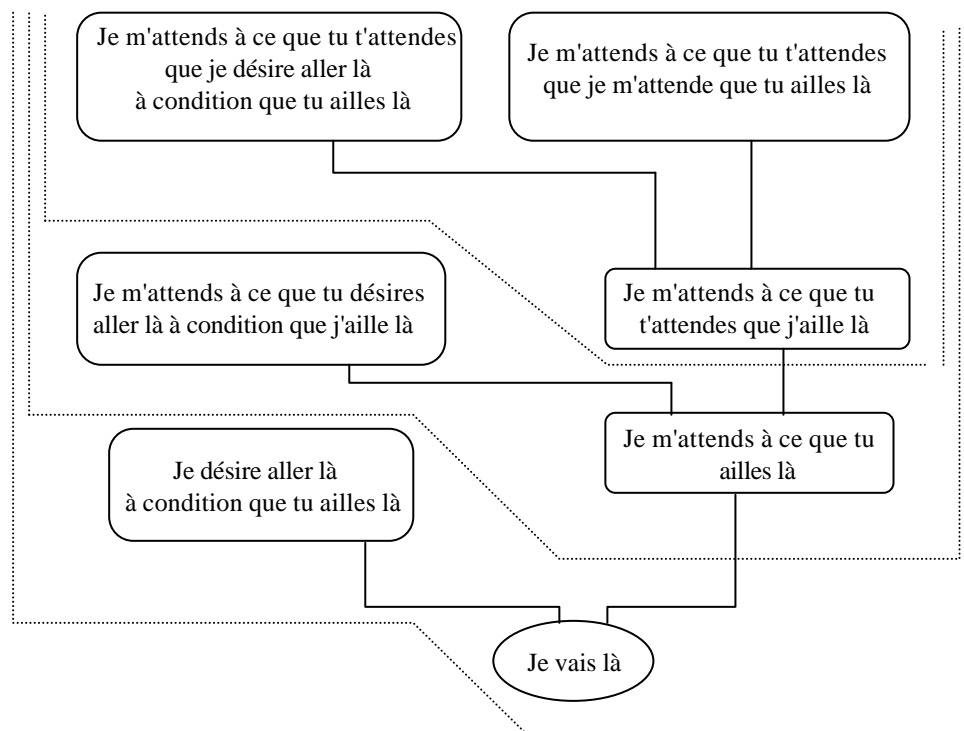 Je m'attends à ce que tu t'attendes
que je désire aller là
à condition que tu ailles là
Je m'attends à ce que tu t'attendes
que je m'attende que tu ailles là
Je m'attends à ce que tu désires
aller là à condition que j'aille là
Je m'attends à ce que tu
t'attendes que j'aille là
Je m'attends à ce que tu
ailles là
Je désire aller là
à condition que tu ailles là
Je vais là